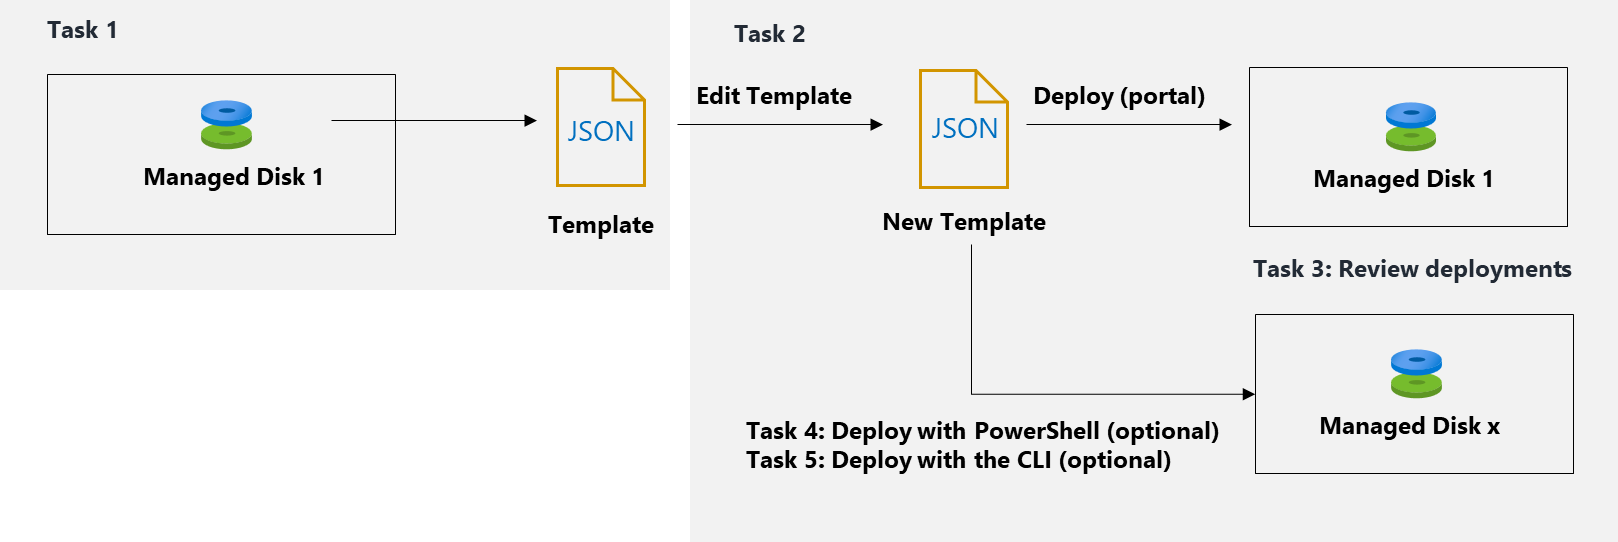 Task 1
Managed Disk 1
JSON
Template
Task 2
Edit Template
JSON
New Template
Deploy (portal)
Managed Disk 1
Task 3: Review deployments
Managed Disk x
Task 4: Deploy with PowerShell (optional)
Task 5: Deploy with the CLI (optional)